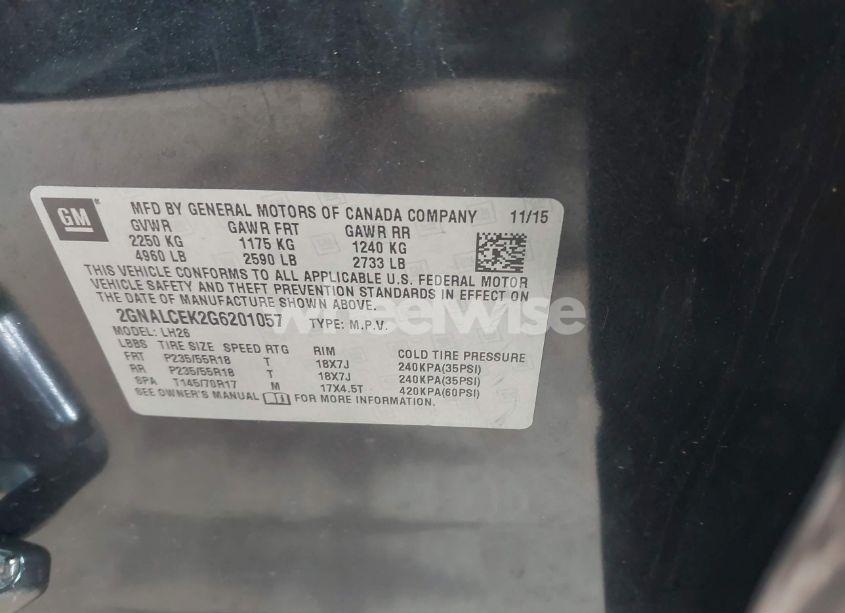 GM
MFD BY GENERAL MOTORS OF CANADA COMPANY 11/15
GVWR GAWR FRT GAWR RR
2250 KG 1175 KG 1240 KG
4960 LB 2590 LB 2733 LB
THIS VEHICLE CONFORMS TO ALL APPLICABLE U.S. FEDERAL MOTOR
VEHICLE SAFETY AND THEFT PREVENTION STANDARDS IN EFFECT ON
THE DATE OF MANUFACTURE SHOWN ABOVE.
2GNALCEK2G6201057 TYPE: M.P.V.
MODEL: LH26
LBBS TIRE SIZE SPEED RTG RIM COLD TIRE PRESSURE
FRT P235/55R18 T 18X7J 240KPA(35PSI)
RR P235/55R18 T 18X7J 240KPA(35PSI)
SPA T145/70R17 M 17X4.5T 420KPA(60PSI)
SEE OWNER'S MANUAL FOR MORE INFORMATION.
wheelwise